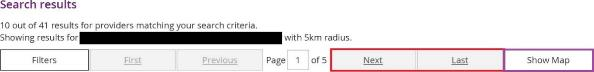 Search results
10 out of 41 results for providers matching your search criteria.
Showing results for with 5km radius.
Filters First Previous Page 1 of 5 Next Last Show Map